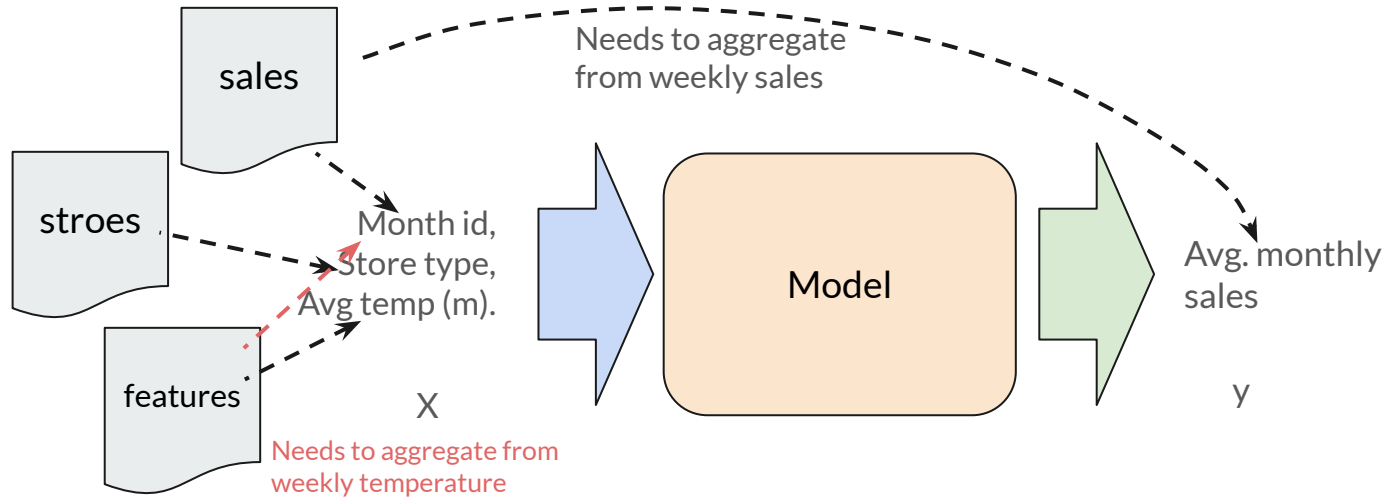 sales
Needs to aggregate
from weekly sales
stroes
Month id,
Store type,
Avg temp (m).
Model
Avg. monthly
sales
features
X
y
Needs to aggregate from
weekly temperature